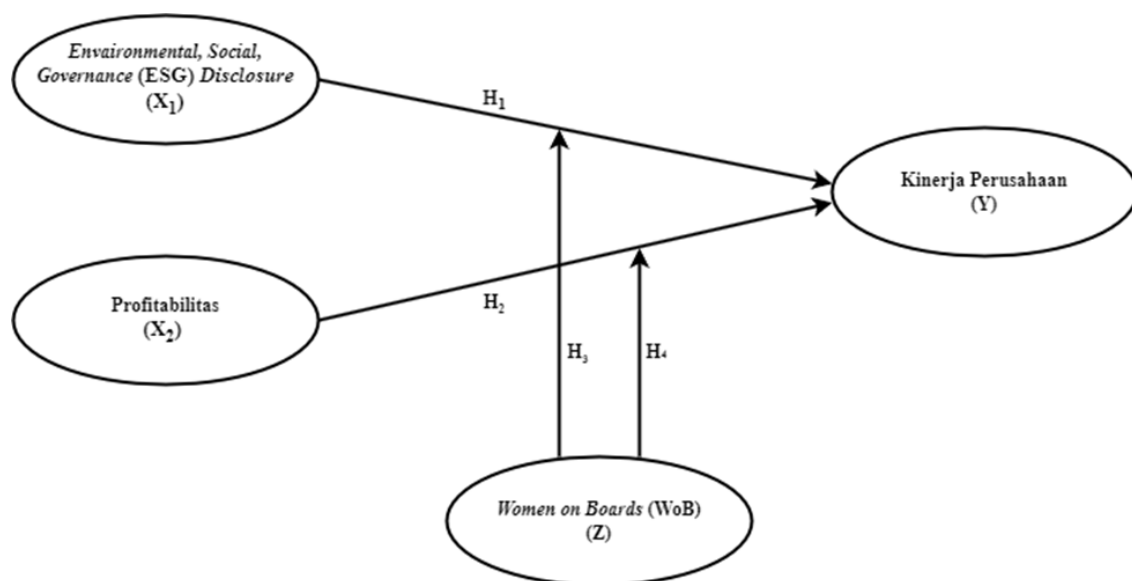 Envaironmental, Social,
Governance (ESG) Disclosure
(X₁)
H₁
Kinerja Perusahaan
(Y)
Profitabilitas
(X₂)
H₂
H₃
H₄
Women on Boards (WoB)
(Z)